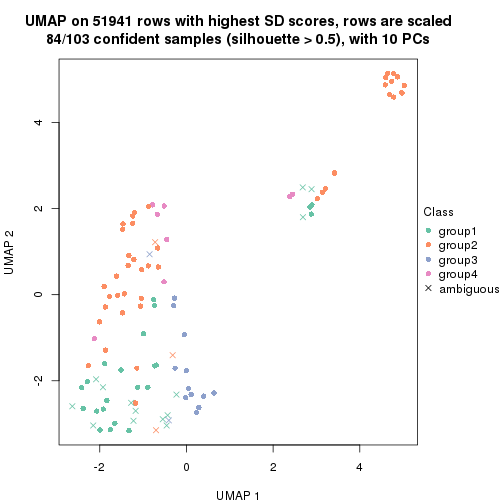 UMAP on 51941 rows with highest SD scores, rows are scaled
84/103 confident samples (silhouette > 0.5), with 10 PCs
UMAP 2
4
2
0
-2
-2
0
2
4
UMAP 1
Class
group1
group2
group3
group4
ambiguous